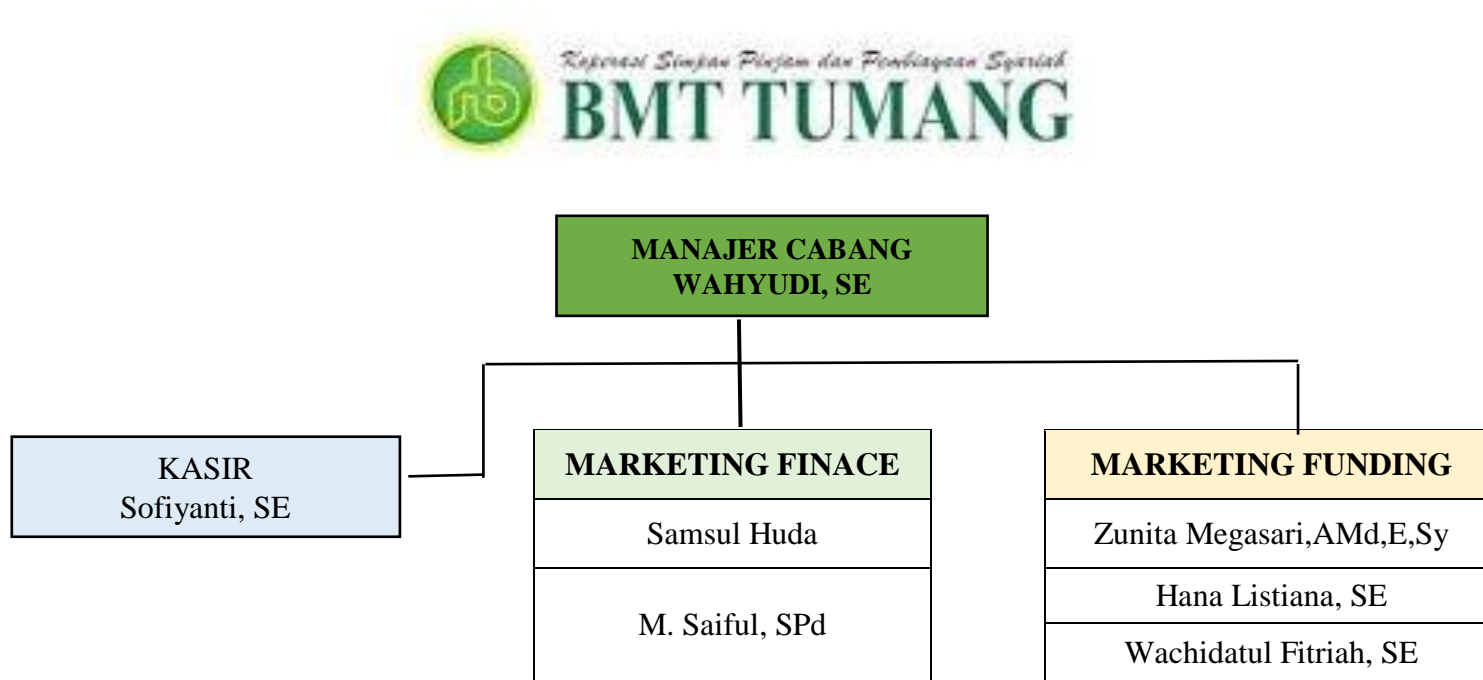 Koperasi Simpan Pinjam dan Pembiayaan Syariah
BMT TUMANG
MANAJER CABANG
WAHYUDI, SE
KASIR
Sofiyanti, SE
MARKETING FINACE
Samsul Huda
M. Saiful, SPd
MARKETING FUNDING
Zunita Megasari,AMd,E,Sy
Hana Listiana, SE
Wachidatul Fitriah, SE